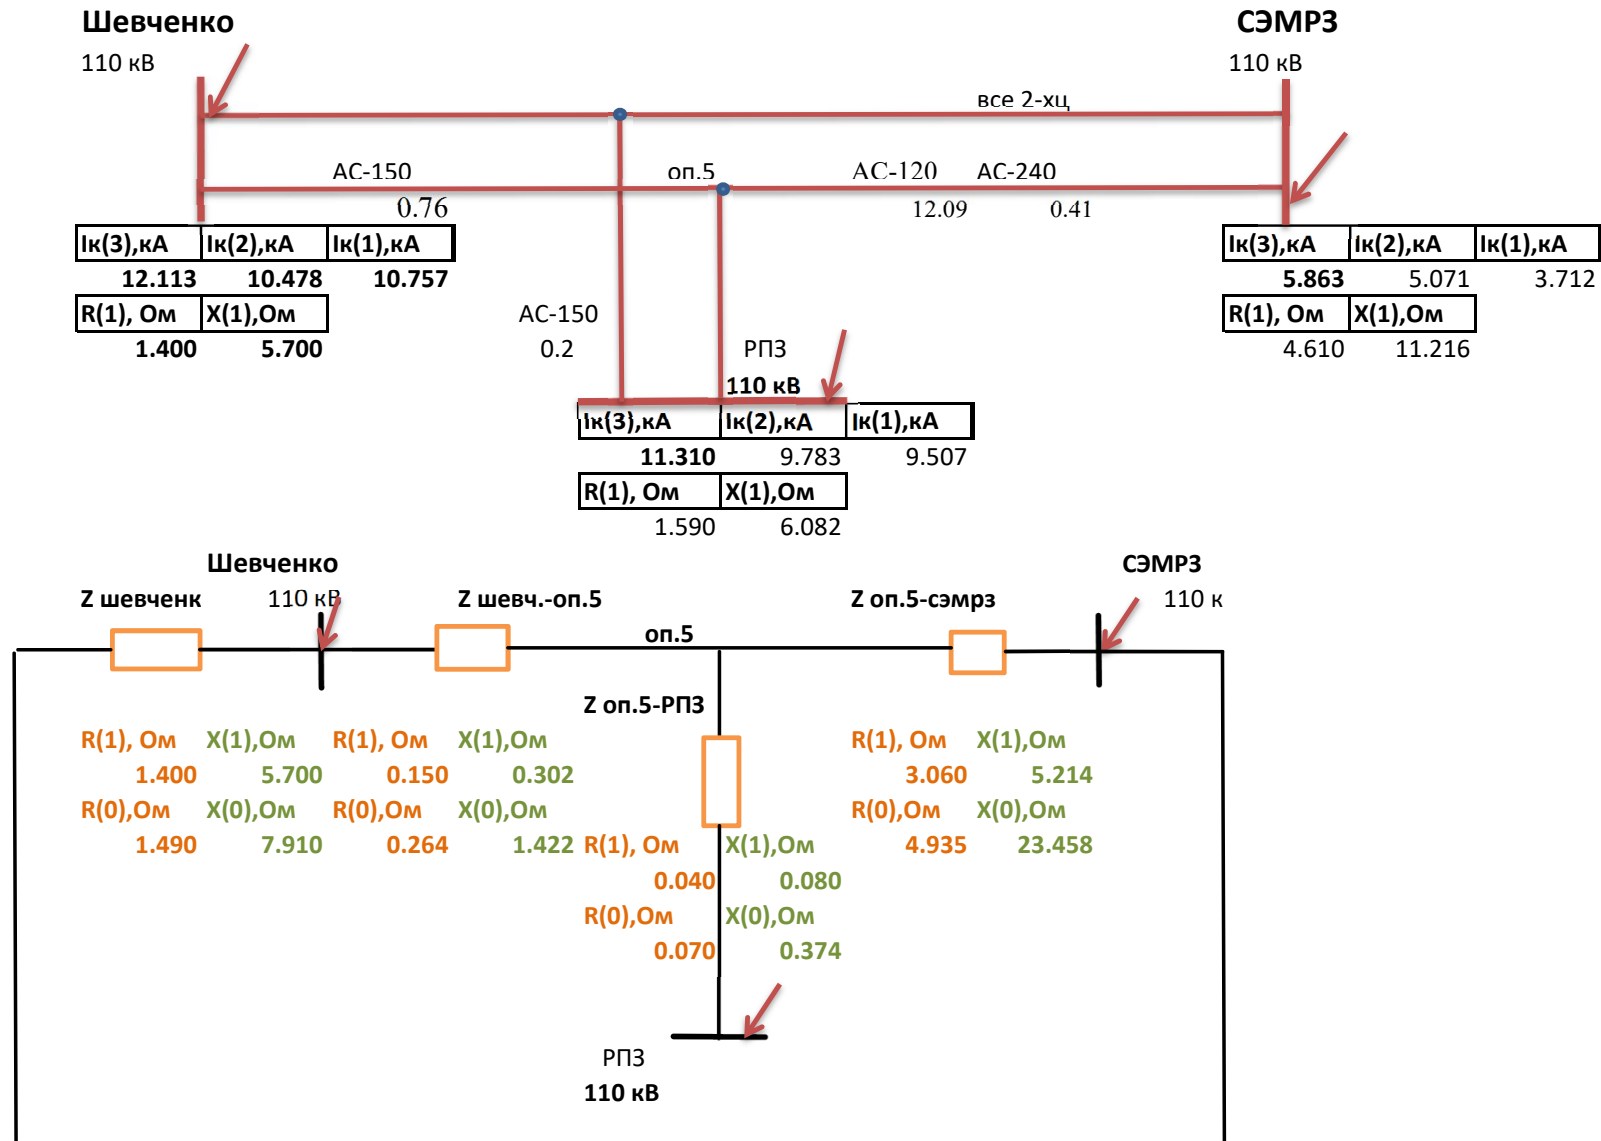 Шевченко
СЭМРЗ
110 кВ
110 кВ
все 2-хц
АС-150
оп.5
АС-120
АС-240
0.76
12.09
0.41
Iк(3),кА Iк(2),кА Iк(1),кА
12.113 10.478 10.757
R(1), Ом X(1),Ом
1.400 5.700
Iк(3),кА Iк(2),кА Iк(1),кА
5.863 5.071 3.712
R(1), Ом X(1),Ом
4.610 11.216
АС-150
0.2
РПЗ
110 кВ
Iк(3),кА Iк(2),кА Iк(1),кА
11.310 9.783 9.507
R(1), Ом X(1),Ом
1.590 6.082
Шевченко
СЭМРЗ
Z шевченк
110 кВ
Z шевч.-оп.5
Z оп.5-сэмрз
110 к
оп.5
Z оп.5-РПЗ
R(1), Ом X(1),Ом R(1), Ом X(1),Ом
1.400 5.700 0.150 0.302
R(0),Ом X(0),Ом R(0),Ом X(0),Ом
1.490 7.910 0.264 1.422
R(1), Ом X(1),Ом
3.060 5.214
R(0),Ом X(0),Ом
4.935 23.458
R(1), Ом X(1),Ом
0.040 0.080
R(0),Ом X(0),Ом
0.070 0.374
РПЗ
110 кВ